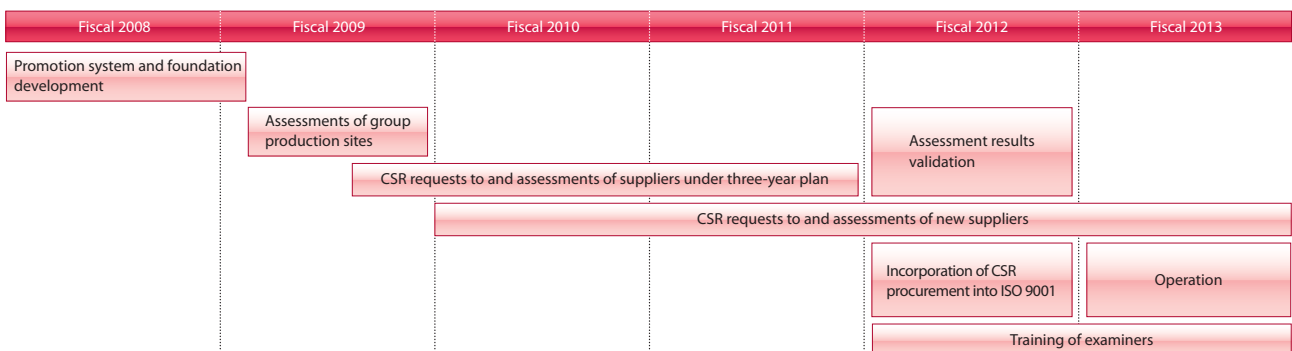 Fiscal 2008
Fiscal 2009
Fiscal 2010
Fiscal 2011
Fiscal 2012
Fiscal 2013
Promotion system and foundation
development
Assessments of group
production sites
Assessment results
validation
CSR requests to and assessments of suppliers under three-year plan
CSR requests to and assessments of new suppliers
Incorporation of CSR
procurement into ISO 9001
Operation
Training of examiners